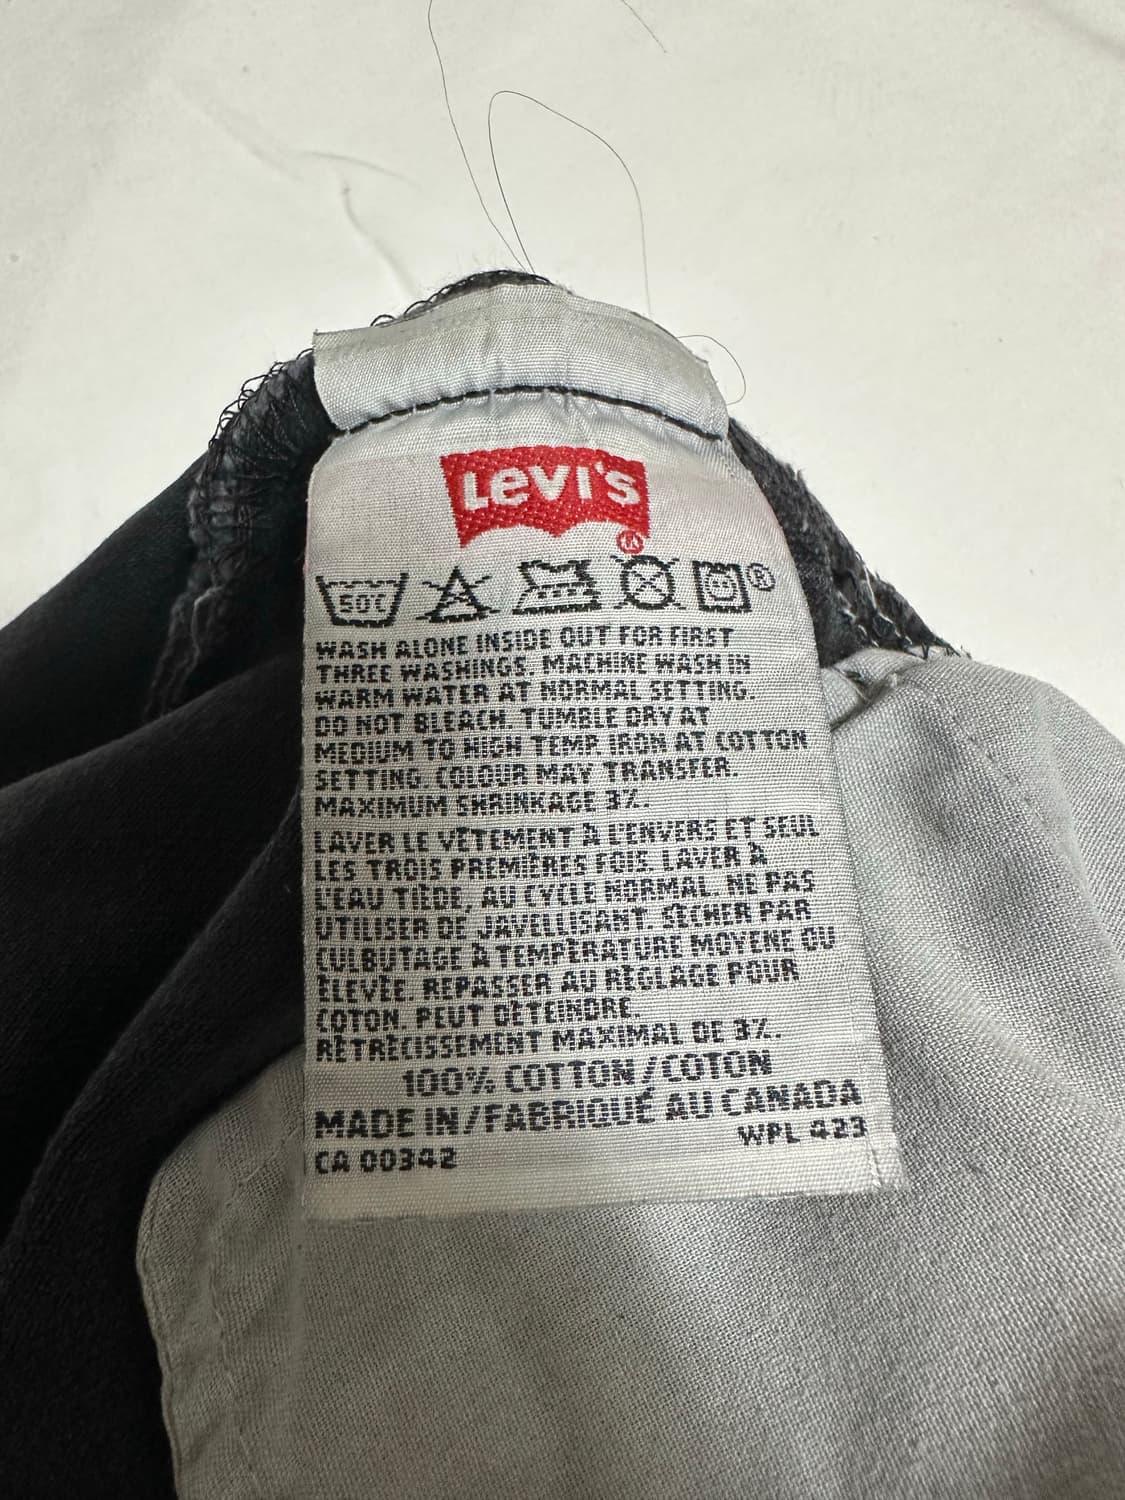 Levi's
®
50C
®
WASH ALONE INSIDE OUT FOR FIRST
THREE WASHINGS. MACHINE WASH IN
WARM WATER AT NORMAL SETTING.
DO NOT BLEACH. TUMBLE DRY AT
MEDIUM TO HIGH TEMP. IRON AT COTTON
SETTING. COLOUR MAY TRANSFER.
MAXIMUM SHRINKAGE 3%.
LAVER LE VÊTEMENT À L'ENVERS ET SEUL
LES TROIS PREMIÈRES FOIS. LAVER À
L'EAU TIÈDE, AU CYCLE NORMAL. NE PAS
UTILISER DE JAVELLISANT. SÉCHER PAR
CULBUTAGE À TEMPÉRATURE MOYENE OU
ÉLEVÉE. REPASSER AU RÉGLAGE POUR
COTON. PEUT DÉTEINDRE.
RÉTRÉCISSEMENT MAXIMAL DE 3%.
100% COTTON/COTON
MADE IN/FABRIQUÉ AU CANADA
WPL 423
CA 00342